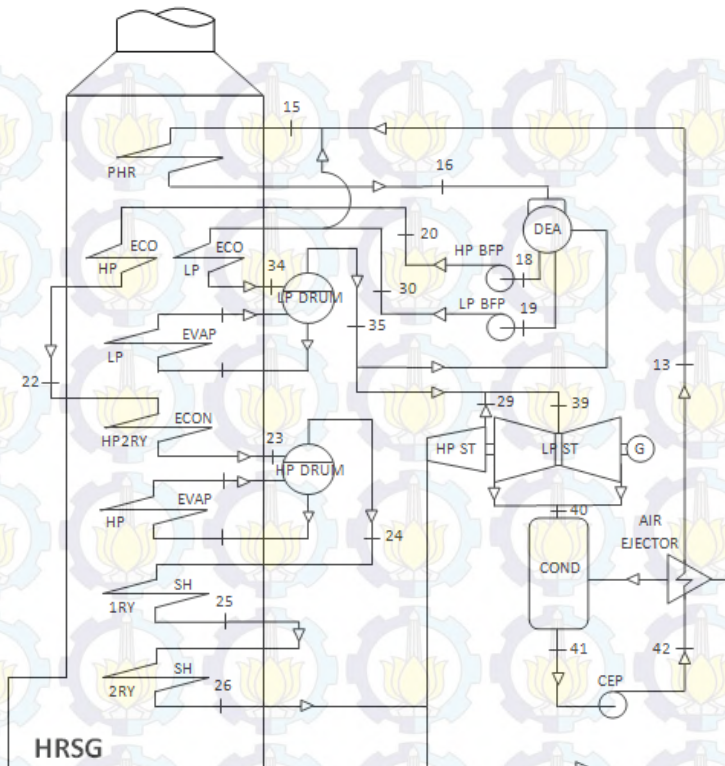 15
16
PHR
DEA
ECO
HP
ECO
LP
20
HP BFP
18
34
LP DRUM
30
LP BFP
19
35
EVAP
LP
13
22
ECON
HP2RY
23
HP DRUM
29
39
HP ST
LP ST
G
EVAP
HP
24
40
AIR
EJECTOR
COND
SH
1RY
25
41
42
SH
2RY
26
CEP
HRSG